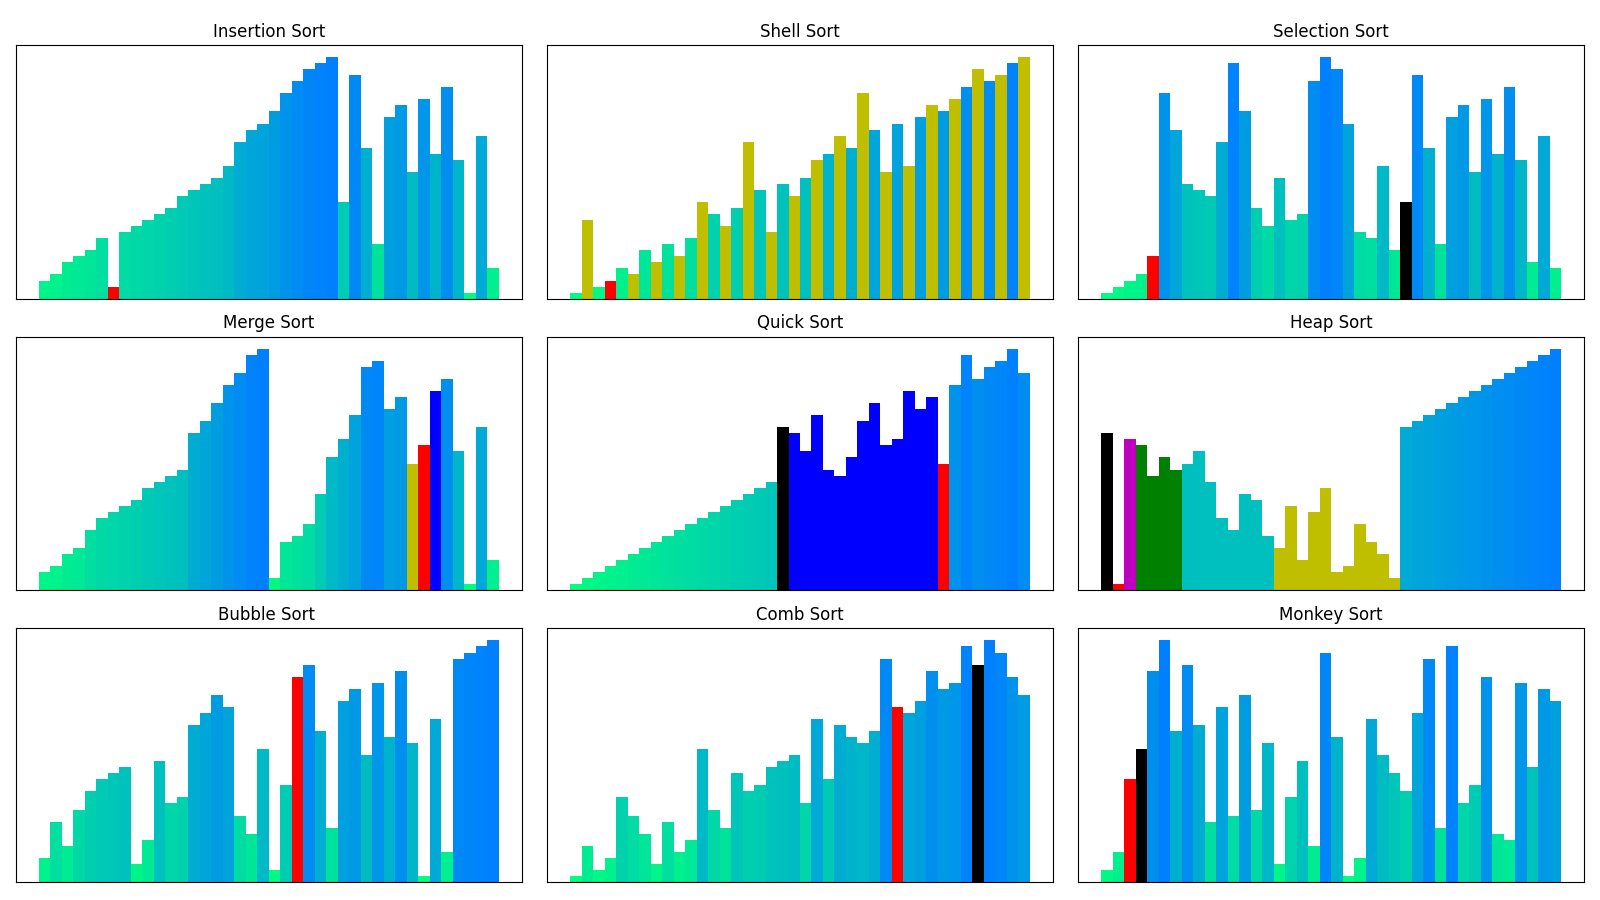 Insertion Sort
Shell Sort
Selection Sort
Merge Sort
Quick Sort
Heap Sort
Bubble Sort
Comb Sort
Monkey Sort